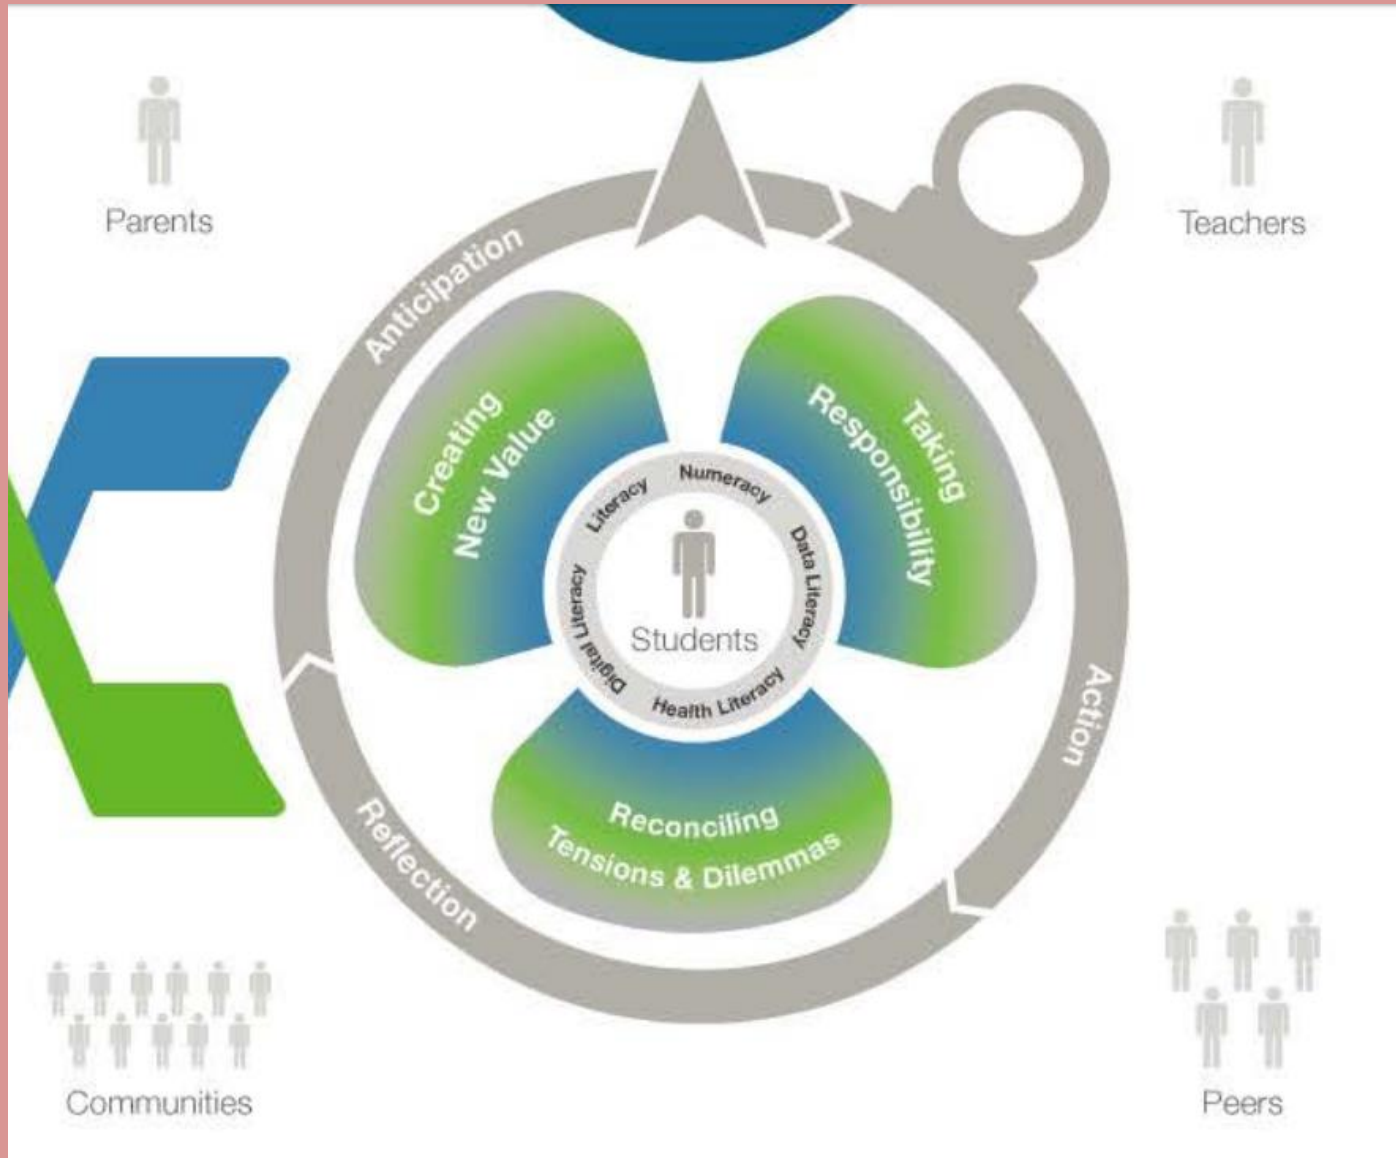 Parents
Teachers
Anticipation
Creating
New Value
Taking
Responsibility
Literacy
Numeracy
Data Literacy
Digital Literacy
Health Literacy
Students
Action
Reconciling
Tensions & Dilemmas
Reflection
Communities
Peers